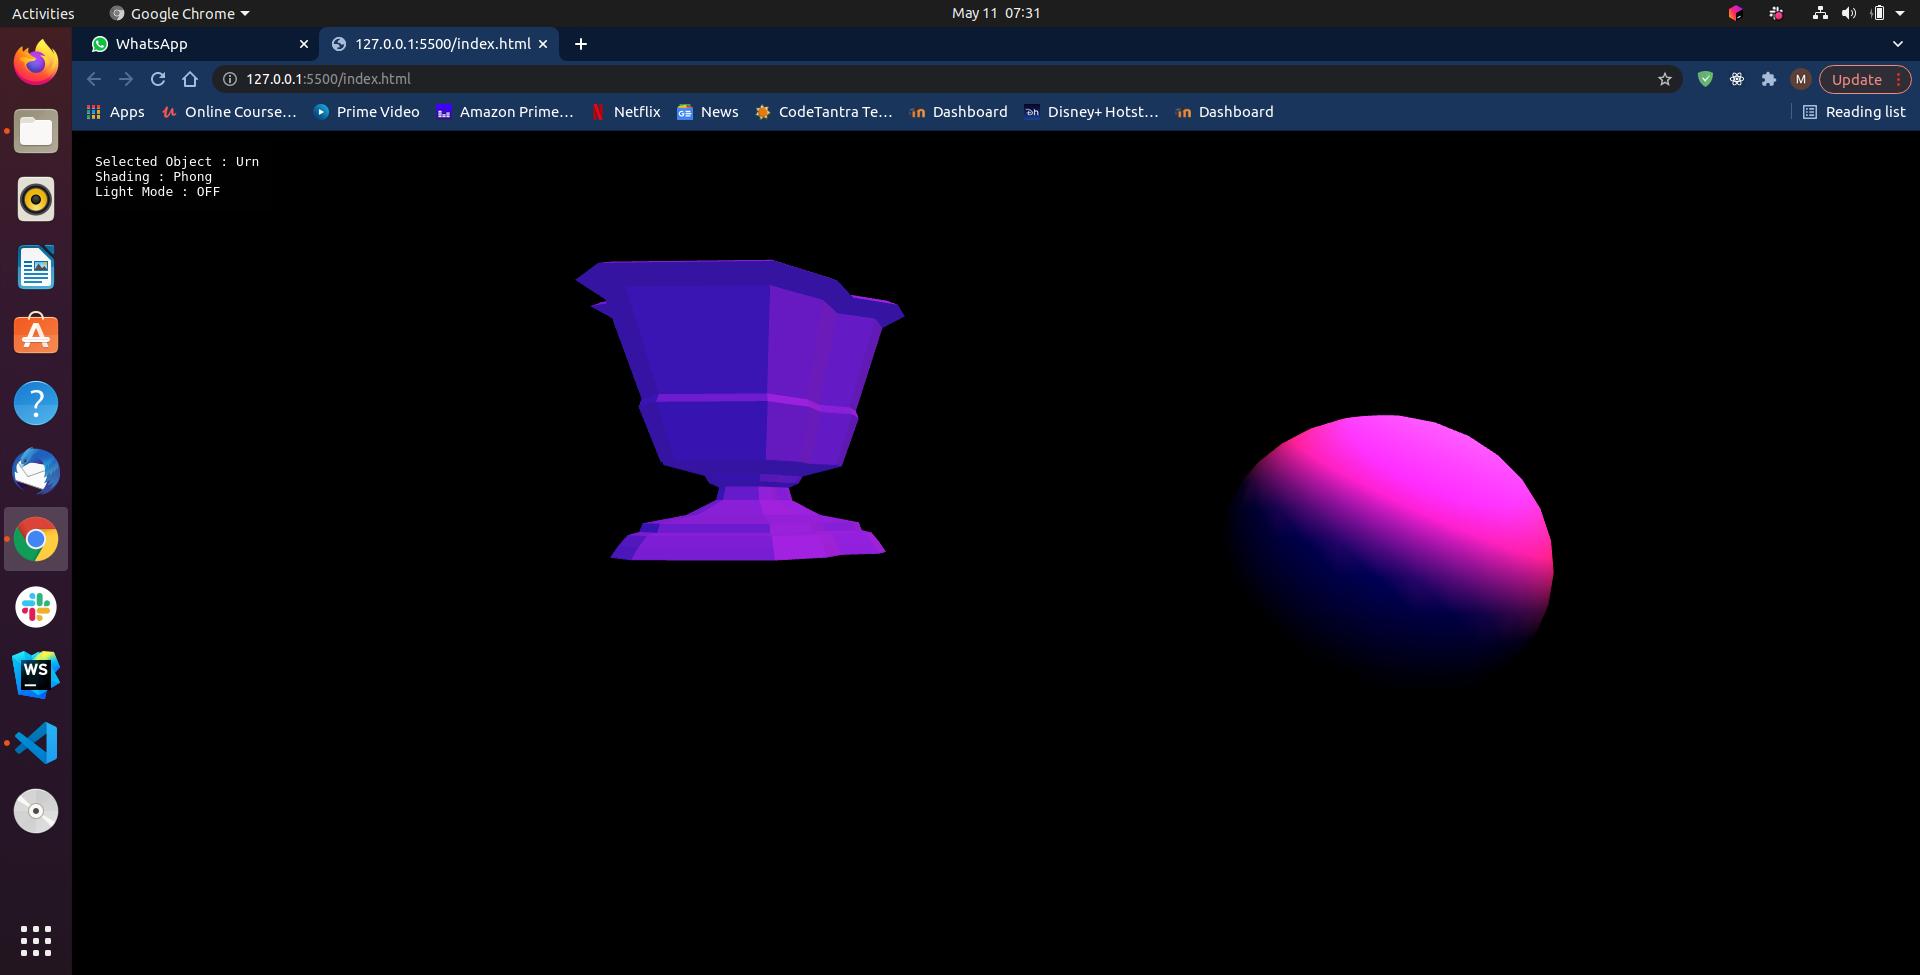 Activities
Google Chrome
May 11 07:31
WhatsApp
127.0.0.1:5500/index.html
127.0.0.1:5500/index.html
M
Update
Apps
Online Course…
Prime Video
Amazon Prime…
Netflix
News
CodeTantra Te…
Dashboard
Disney+ Hotst…
Dashboard
Reading list
Selected Object : Urn
Shading : Phong
Light Mode : OFF
WS